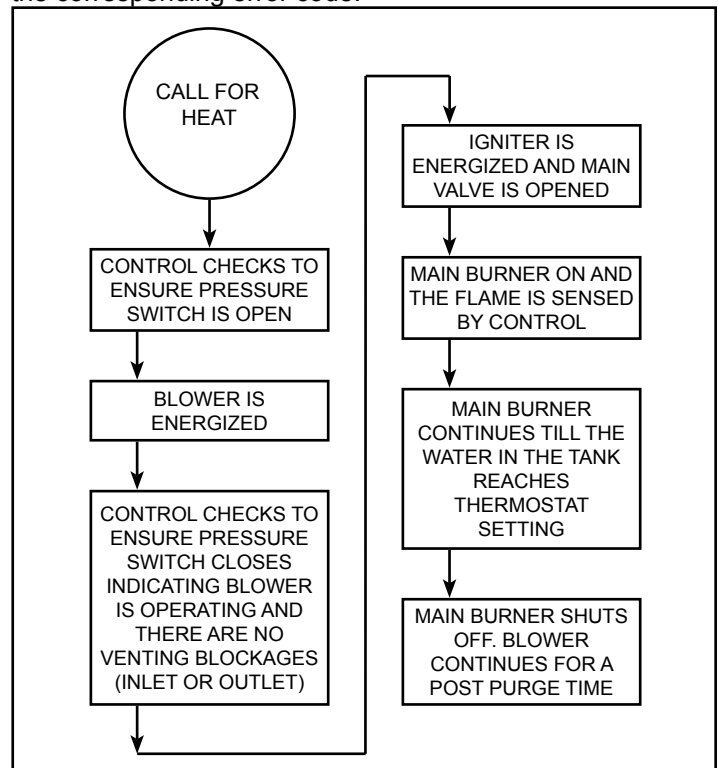 the corresponding error code.
CALL FOR
HEAT
CONTROL CHECKS TO
ENSURE PRESSURE
SWITCH IS OPEN
BLOWER IS
ENERGIZED
CONTROL CHECKS TO
ENSURE PRESSURE
SWITCH CLOSES
INDICATING BLOWER
IS OPERATING AND
THERE ARE NO
VENTING BLOCKAGES
(INLET OR OUTLET)
IGNITER IS
ENERGIZED AND MAIN
VALVE IS OPENED
MAIN BURNER ON AND
THE FLAME IS SENSED
BY CONTROL
MAIN BURNER
CONTINUES TILL THE
WATER IN THE TANK
REACHES
THERMOSTAT
SETTING
MAIN BURNER SHUTS
OFF. BLOWER
CONTINUES FOR A
POST PURGE TIME